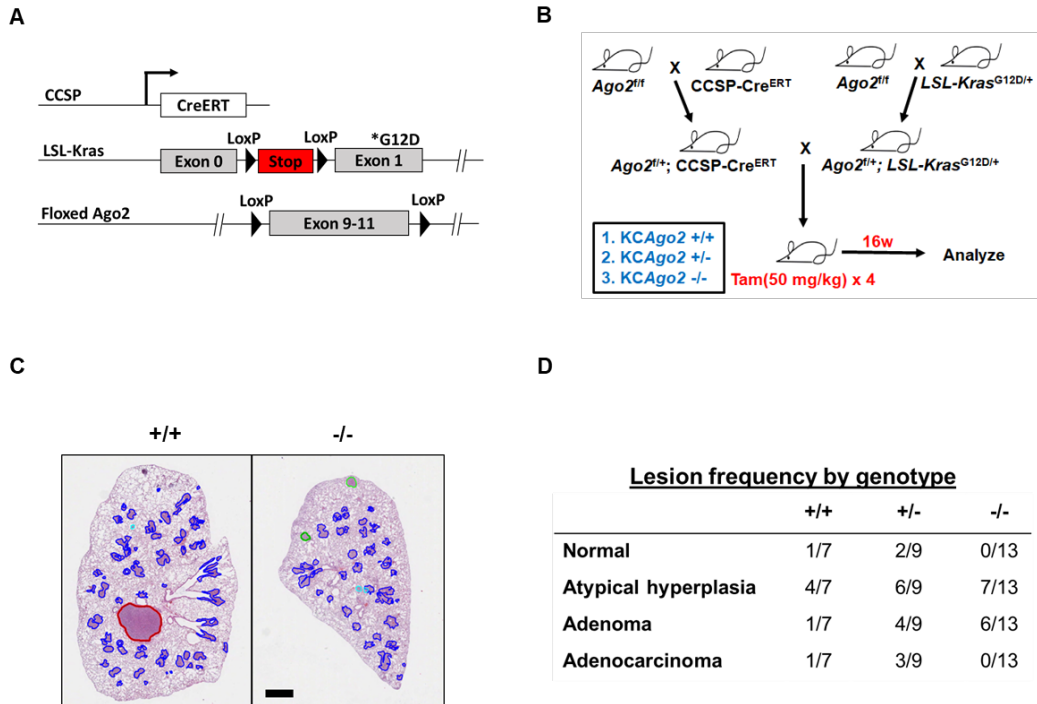 A
CCSP
CreERT
LoxP LoxP *G12D
LSL-Kras Exon 0 Stop Exon 1
LoxP LoxP
Floxed Ago2 Exon 9-11
B
Ago2f/f X CCSP-CreERT Ago2f/f X LSL-KrasG12D/+
Ago2f/+; CCSP-CreERT X Ago2f/+; LSL-KrasG12D/+
1. KCAgo2 +/+
2. KCAgo2 +/-
3. KCAgo2 -/-
16w
Analyze
Tam(50 mg/kg) x 4
C
+/+ -/-
D
Lesion frequency by genotype
+/+ +/- -/-
Normal 1/7 2/9 0/13
Atypical hyperplasia 4/7 6/9 7/13
Adenoma 1/7 4/9 6/13
Adenocarcinoma 1/7 3/9 0/13